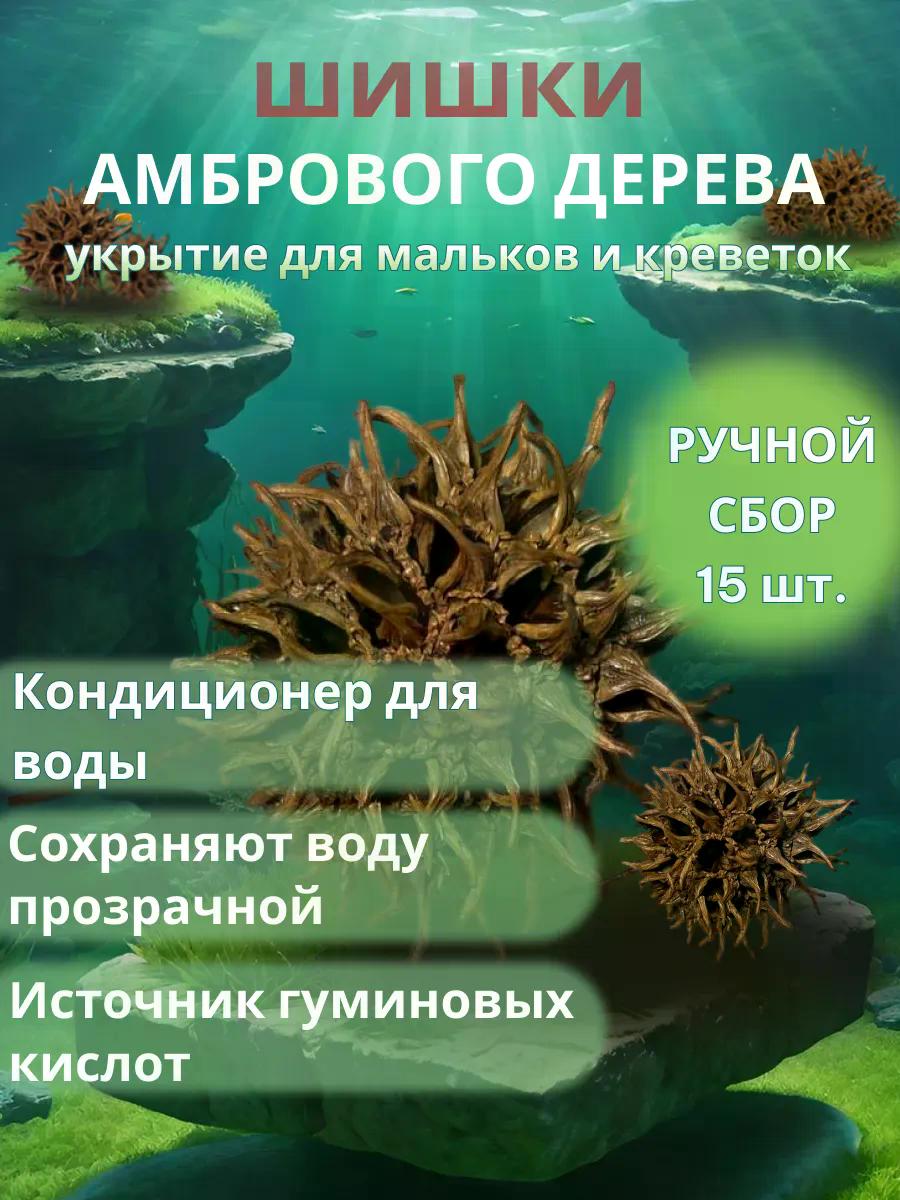 ШИШКИ
АМБРОВОГО ДЕРЕВА
укрытие для мальков и креветок
РУЧНОЙ
СБОР
15 шт.
Кондиционер для
воды
Сохраняют воду
прозрачной
Источник гуминовых
кислот